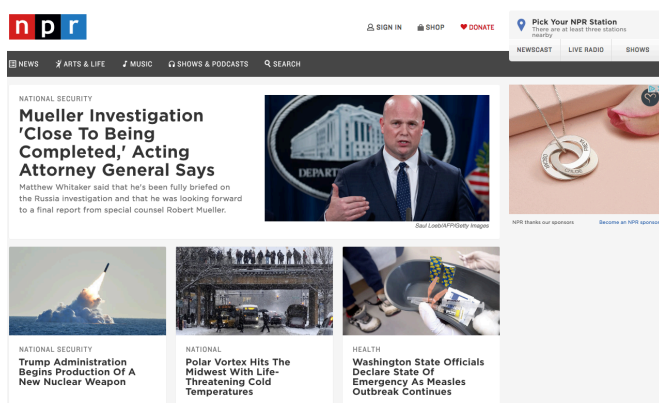 npr
SIGN IN
SHOP
DONATE
Pick Your NPR Station
There are at least three stations
nearby
NEWSCAST
LIVE RADIO
SHOWS
NEWS
ARTS & LIFE
MUSIC
SHOWS & PODCASTS
SEARCH
NATIONAL SECURITY
Mueller Investigation
'Close To Being
Completed,' Acting
Attorney General Says
Matthew Whitaker said that he's been fully briefed on
the Russia investigation and that he was looking forward
to a final report from special counsel Robert Mueller.
DEPART
Saul Loeb/AFP/Getty Images
NPR thanks our sponsors
Become an NPR sponsor
NATIONAL SECURITY
Trump Administration
Begins Production Of A
New Nuclear Weapon
NATIONAL
Polar Vortex Hits The
Midwest With Life-
Threatening Cold
Temperatures
HEALTH
Washington State Officials
Declare State Of
Emergency As Measles
Outbreak Continues